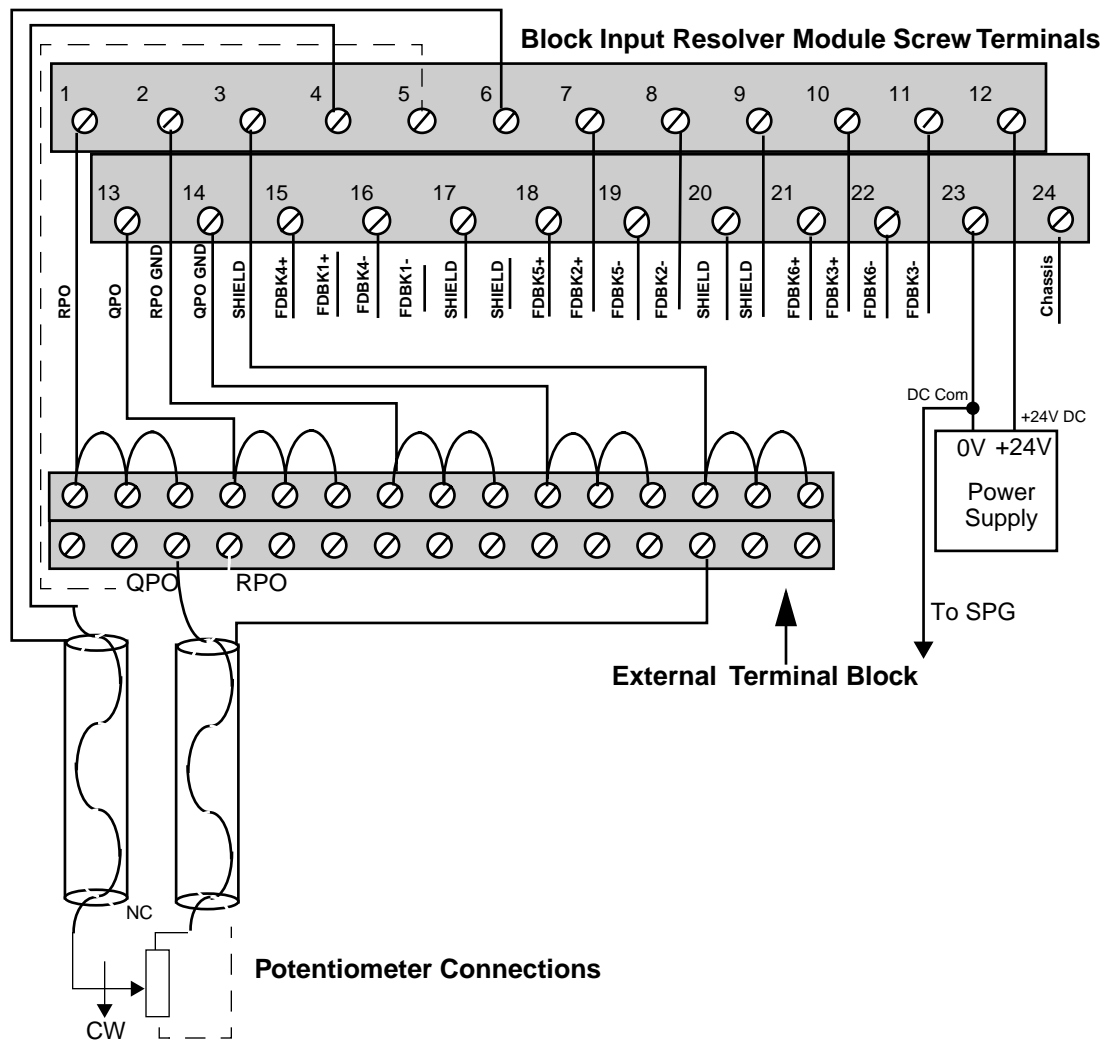 Block Input Resolver Module Screw Terminals
1 2 3 4 5 6 7 8 9 10 11 12
13 14 15 16 17 18 19 20 21 22 23 24
RPO
QPO
RPO GND
QPO GND
SHIELD
FDBK4+
FDBK1+
FDBK4-
FDBK1-
SHIELD
SHIELD
FDBK5+
FDBK2+
FDBK5-
FDBK2-
SHIELD
SHIELD
FDBK6+
FDBK3+
FDBK6-
FDBK3-
Chassis
DC Com
+24V DC
0V +24V
Power
Supply
QPO RPO
To SPG
External Terminal Block
NC
Potentiometer Connections
CW